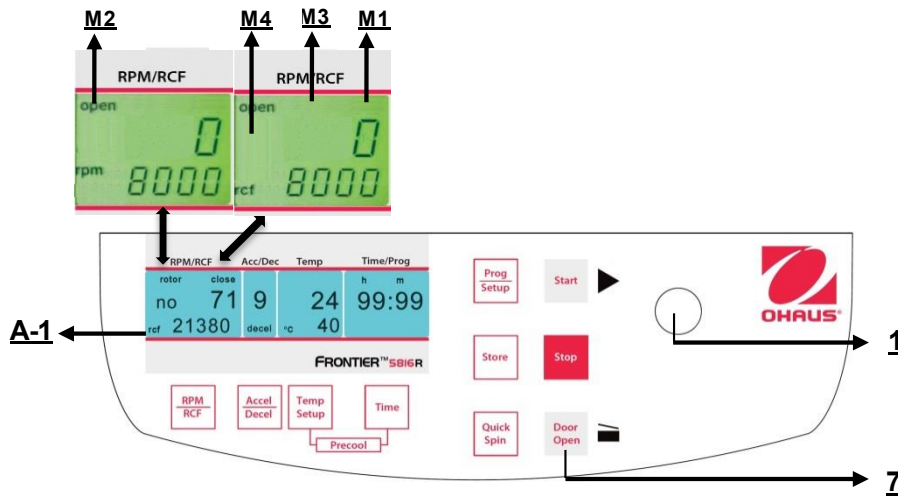 M2 M4 M3 M1
RPM/RCF RPM/RCF
open open
0 0
rpm 8000 rcf 8000
RPM/RCF Acc/Dec Temp Time/Prog
rotor close h m
no 71 9 24 99:99
rcf 21380 decel °C 40
FRONTIER™ 5816R
RPM
RCF
Accel
Decel
Temp
Setup
Time
Precool
Prog
Setup
Start
Store
Stop
Quick
Spin
Door
Open
OHAUS®
A-1
1
7